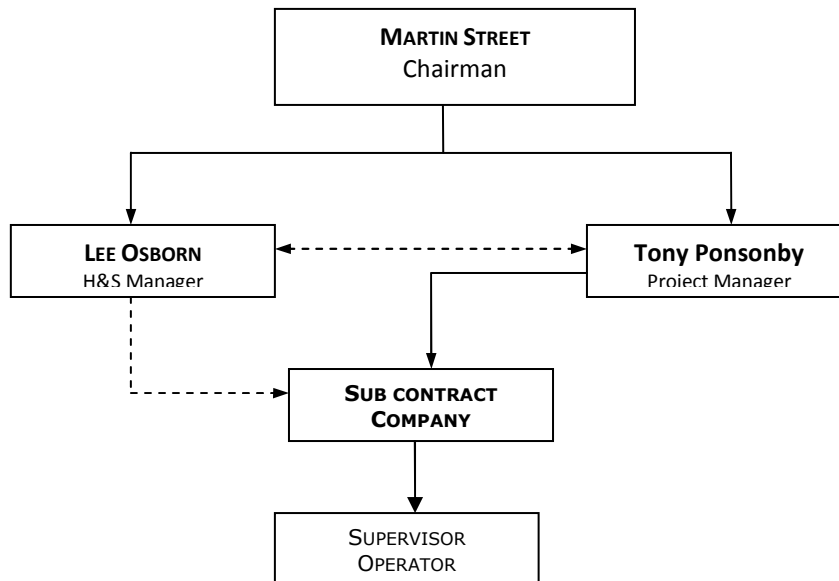 MARTIN STREET
Chairman
LEE OSBORN
H&S Manager
Tony Ponsonby
Project Manager
SUB CONTRACT
COMPANY
SUPERVISOR
OPERATOR